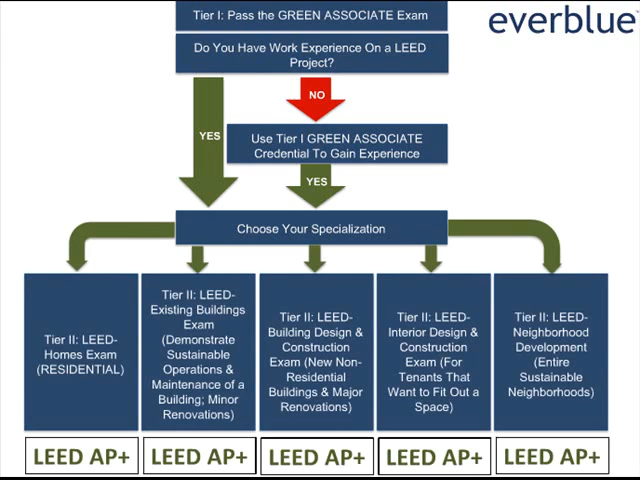 Tier I: Pass the GREEN ASSOCIATE Exam
everblue
Do You Have Work Experience On a LEED
Project?
NO
YES
Use Tier I GREEN ASSOCIATE
Credential To Gain Experience
YES
Choose Your Specialization
Tier II: LEED-
Homes Exam
(RESIDENTIAL)
Tier II: LEED-
Existing Buildings
Exam
(Demonstrate
Sustainable
Operations &
Maintenance of a
Building; Minor
Renovations)
Tier II: LEED-
Building Design &
Construction
Exam (New Non-
Residential
Buildings & Major
Renovations)
Tier II: LEED-
Interior Design &
Construction
Exam (For
Tenants That
Want to Fit Out a
Space)
Tier II: LEED-
Neighborhood
Development
(Entire
Sustainable
Neighborhoods)
LEED AP+
LEED AP+
LEED AP+
LEED AP+
LEED AP+